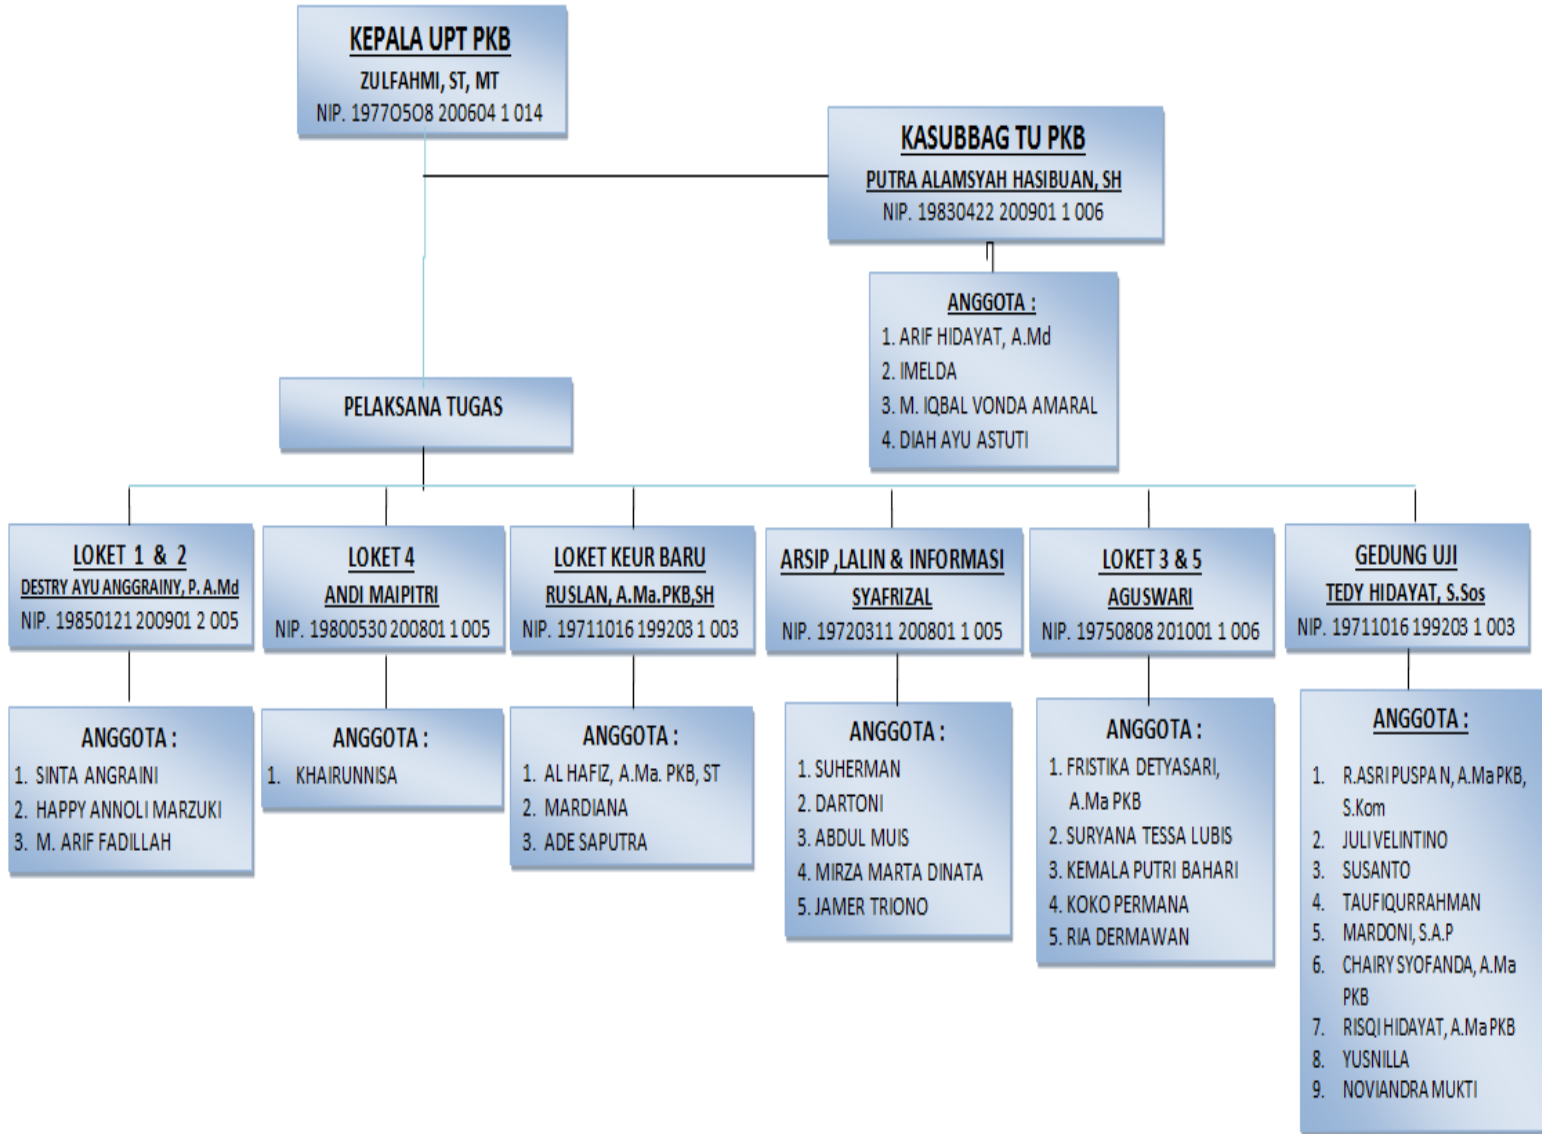 KEPALA UPT PKB
ZULFAHMI, ST, MT
NIP. 19770508 200604 1 014
KASUBBAG TU PKB
PUTRA ALAMSYAH HASIBUAN, SH
NIP. 19830422 200901 1 006
ANGGOTA :
1. ARIF HIDAYAT, A.Md
2. IMELDA
3. M. IQBAL VONDA AMARAL
4. DIAH AYU ASTUTI
PELAKSANA TUGAS
LOKET 1 & 2
DESTRY AYU ANGGRAINY, P. A.Md
NIP. 19850121 200901 2 005
LOKET 4
ANDI MAIPITRI
NIP. 19800530 200801 1 005
LOKET KEUR BARU
RUSLAN, A.Ma.PKB,SH
NIP. 19711016 199203 1 003
ARSIP ,LALIN & INFORMASI
SYAFRIZAL
NIP. 19720311 200801 1 005
LOKET 3 & 5
AGUSWARI
NIP. 19750808 201001 1 006
GEDUNG UJI
TEDY HIDAYAT, S.Sos
NIP. 19711016 199203 1 003
ANGGOTA :
1. SINTA ANGRAINI
2. HAPPY ANNOLI MARZUKI
3. M. ARIF FADILLAH
ANGGOTA :
1. KHAIRUNNISA
ANGGOTA :
1. AL HAFIZ, A.Ma. PKB, ST
2. MARDIANA
3. ADE SAPUTRA
ANGGOTA :
1. SUHERMAN
2. DARTONI
3. ABDUL MUIS
4. MIRZA MARTA DINATA
5. JAMER TRIONO
ANGGOTA :
1. FRISTIKA DETYASARI,
A.Ma PKB
2. SURYANA TESSA LUBIS
3. KEMALA PUTRI BAHARI
4. KOKO PERMANA
5. RIA DERMAWAN
ANGGOTA :
1. R.ASRI PUSPA N, A.Ma PKB,
S.Kom
2. JULI VELINTINO
3. SUSANTO
4. TAUFIQURRAHMAN
5. MARDONI, S.A.P
6. CHAIRY SYOFANDA, A.Ma
PKB
7. RISQI HIDAYAT, A.Ma PKB
8. YUSNILLA
9. NOVIANDRA MUKTI